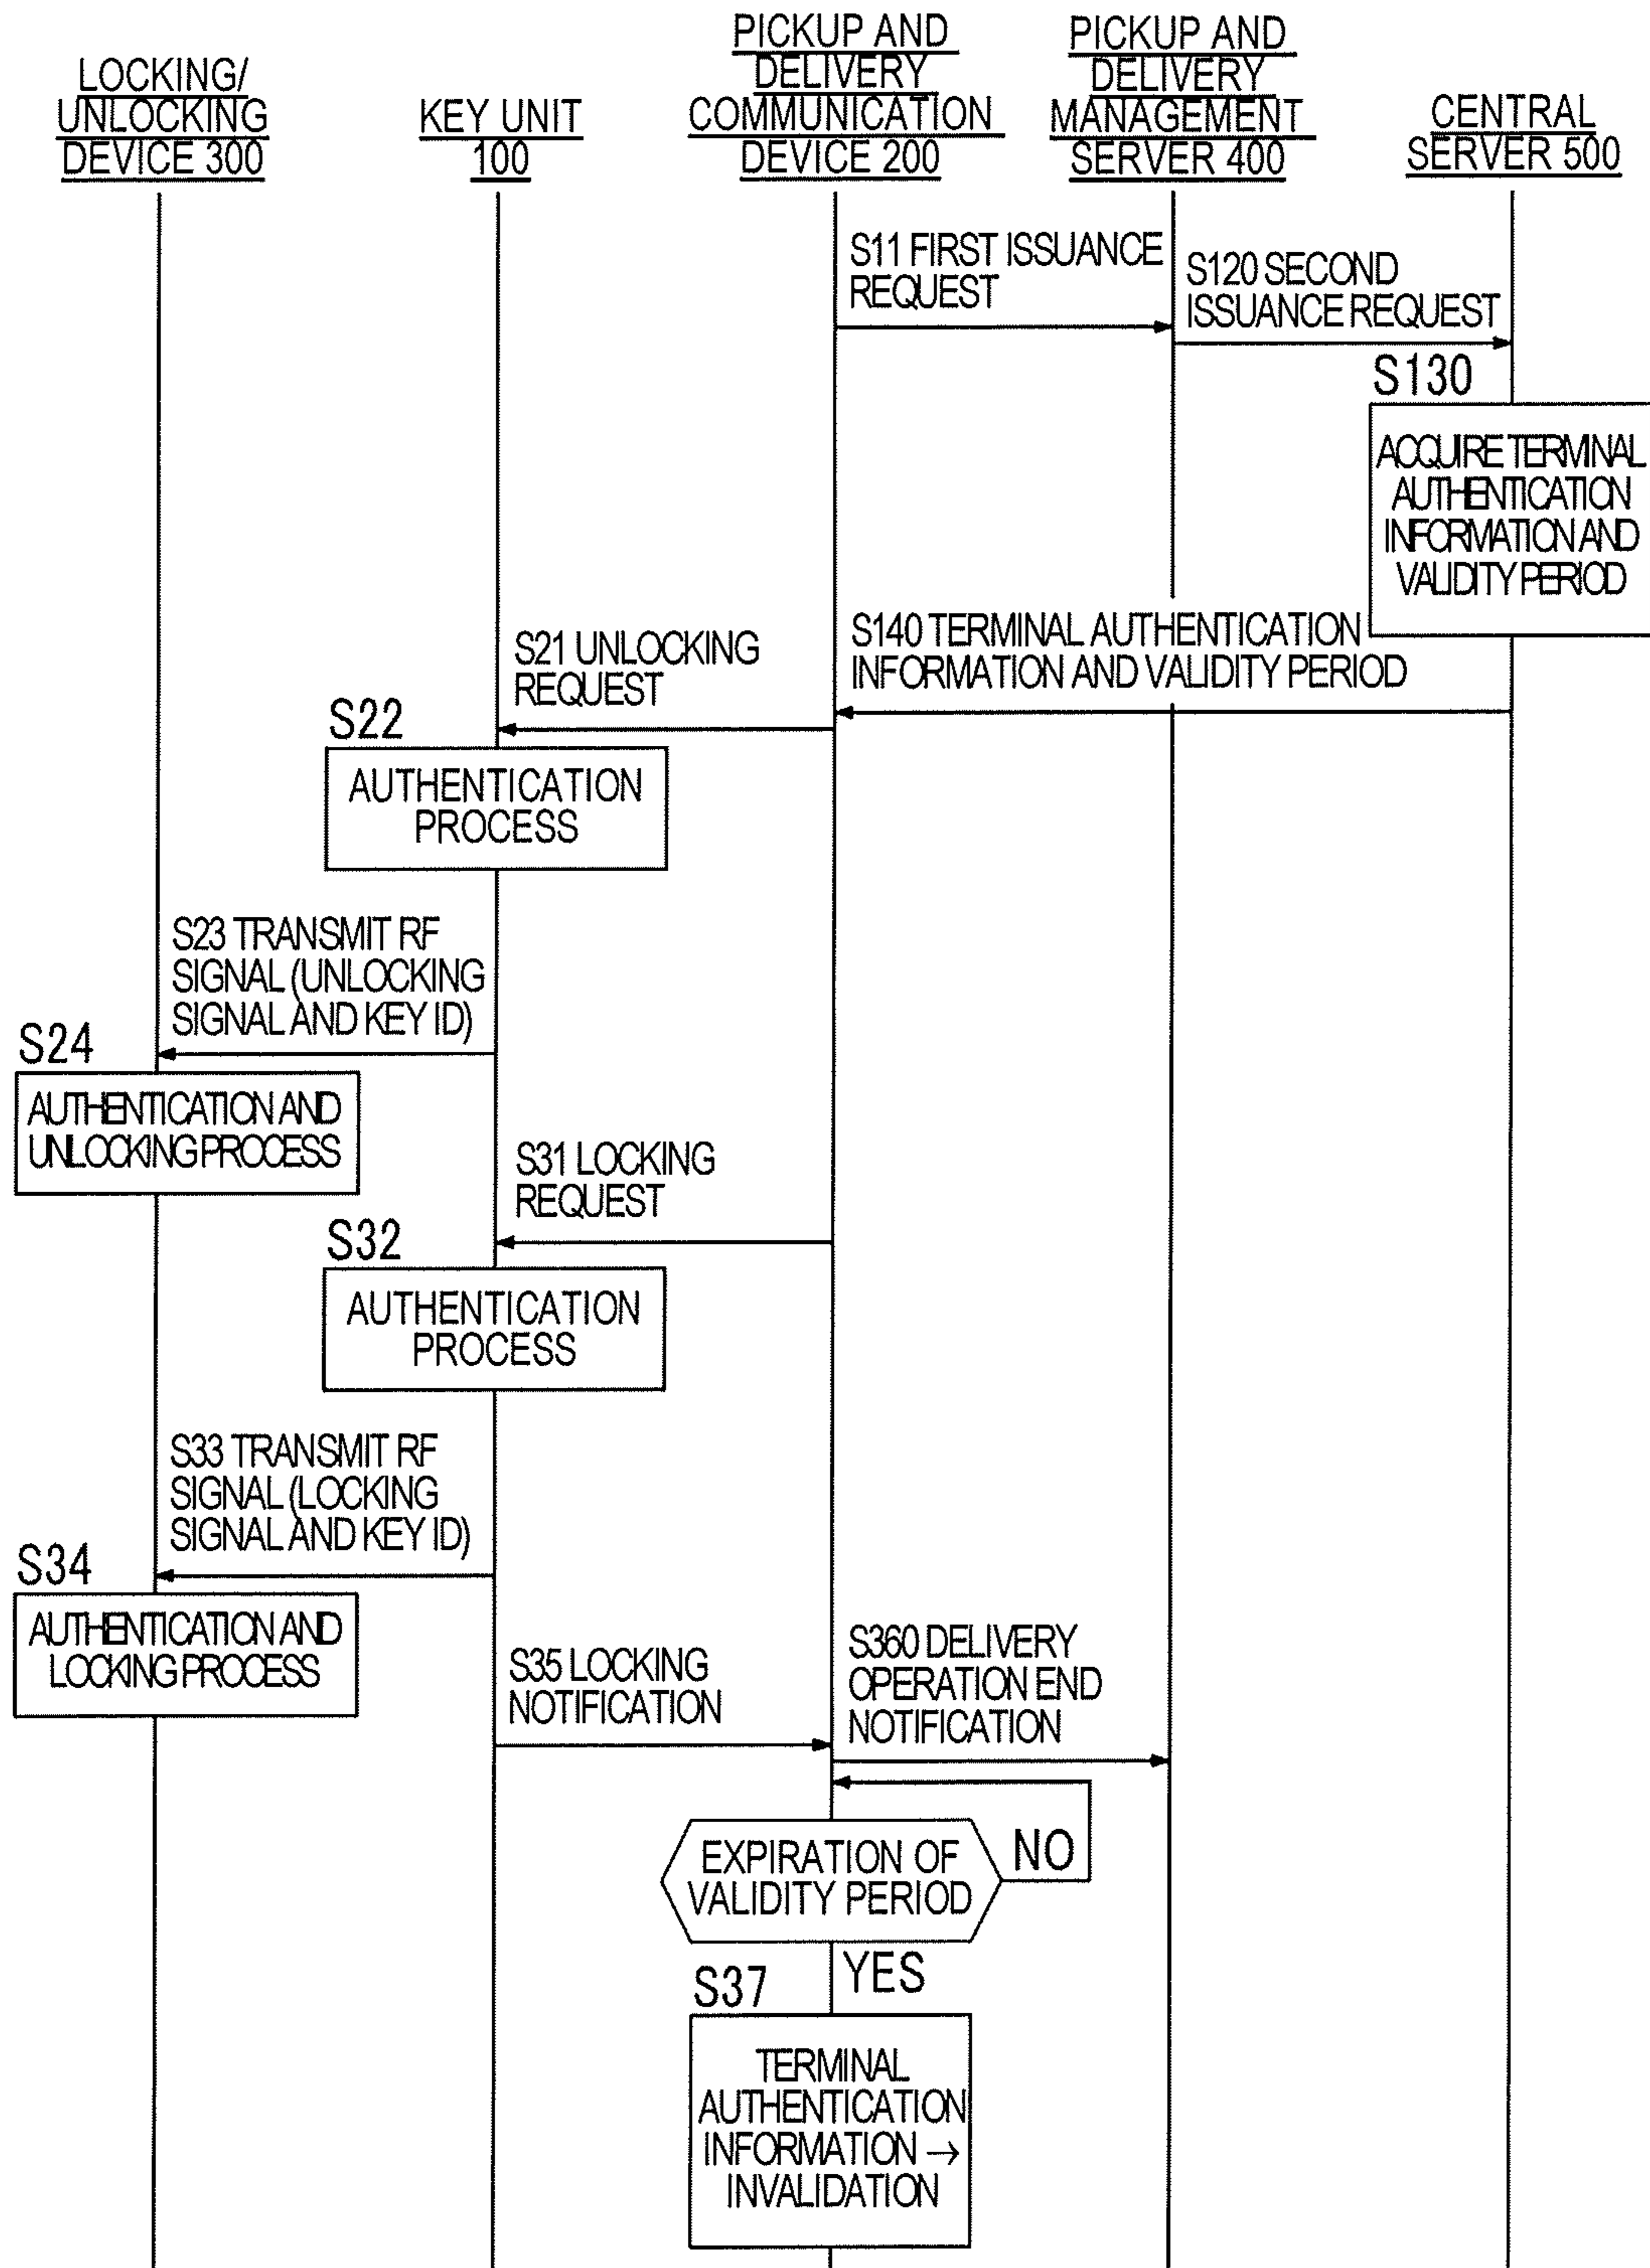 LOCKING/
UNLOCKING
DEVICE 300
KEY UNIT
100
PICKUP AND
DELIVERY
COMMUNICATION
DEVICE 200
PICKUP AND
DELIVERY
MANAGEMENT
SERVER 400
CENTRAL
SERVER 500
S11 FIRST ISSUANCE
REQUEST
S120 SECOND
ISSUANCE REQUEST
S130
ACQUIRE TERMINAL
AUTHENTICATION
INFORMATION AND
VALIDITY PERIOD
S140 TERMINAL AUTHENTICATION
INFORMATION AND VALIDITY PERIOD
S21 UNLOCKING
REQUEST
S22
AUTHENTICATION
PROCESS
S23 TRANSMIT RF
SIGNAL (UNLOCKING
SIGNAL AND KEY ID)
S24
AUTHENTICATION AND
UNLOCKING PROCESS
S31 LOCKING
REQUEST
S32
AUTHENTICATION
PROCESS
S33 TRANSMIT RF
SIGNAL (LOCKING
SIGNAL AND KEY ID)
S34
AUTHENTICATION AND
LOCKING PROCESS
S35 LOCKING
NOTIFICATION
S360 DELIVERY
OPERATION END
NOTIFICATION
EXPIRATION OF
VALIDITY PERIOD
NO
YES
S37
TERMINAL
AUTHENTICATION
INFORMATION →
INVALIDATION